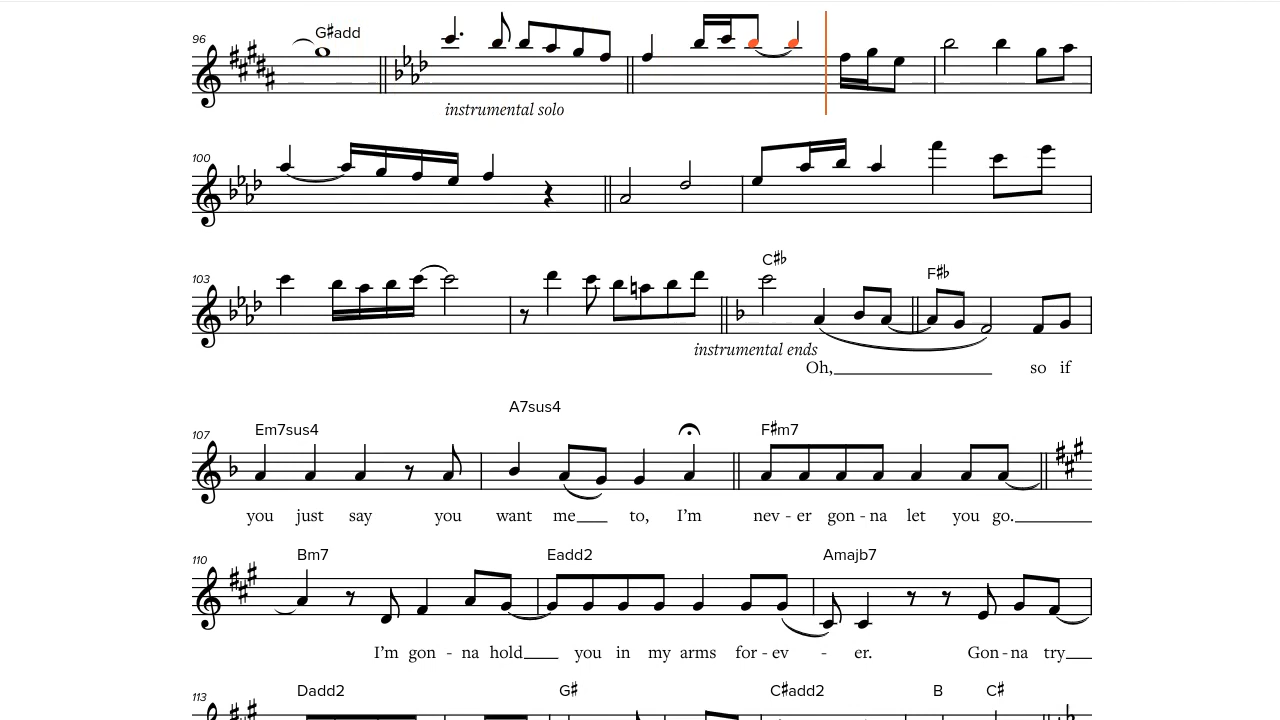 96 G♯add
instrumental solo
100
103 C♯♭ F♯♭
instrumental ends
Oh, so if
A7sus4
107 Em7sus4 F♯m7
you just say you want me to, I’m nev - er gon - na let you go.
110 Bm7 Eadd2 Amajb7
I’m gon - na hold you in my arms for - ev - er. Gon - na try
113 Dadd2 G♯ C♯add2 B C♯